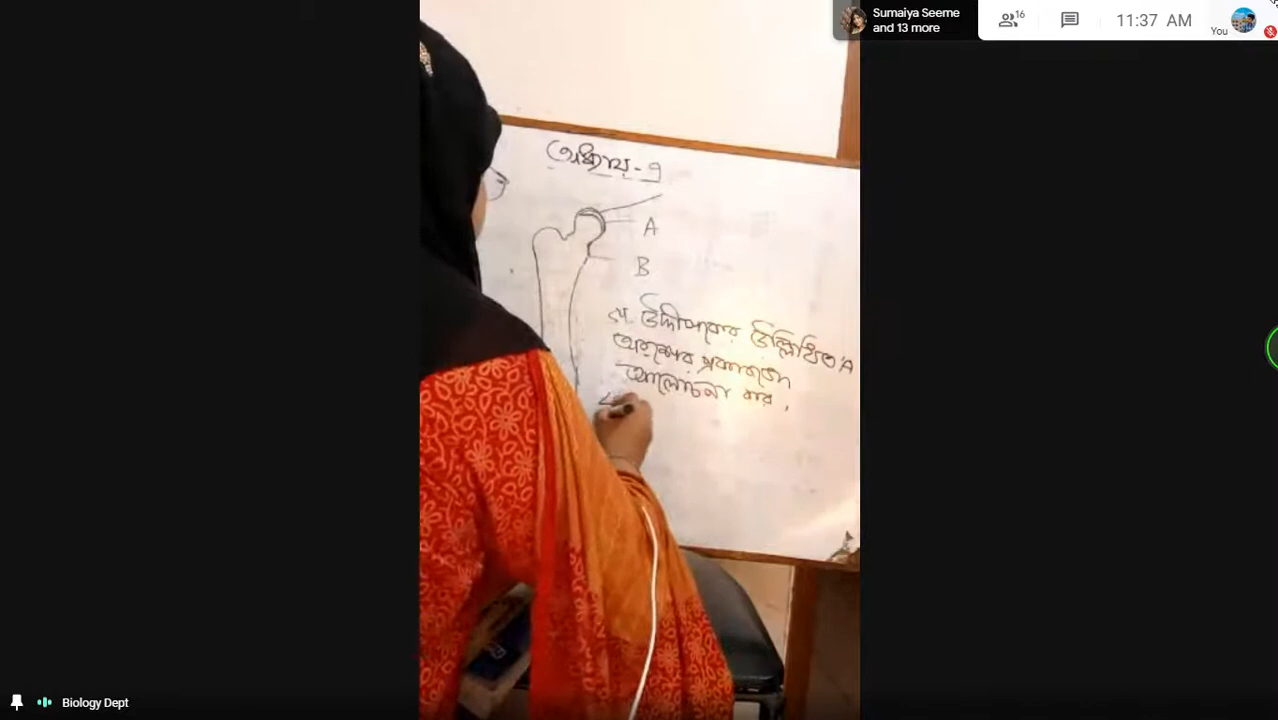 Sumaiya Seeme
and 13 more
16
11:37 AM
You
অধ্যায়-৭
A
B
গ. উদ্দীপকের উল্লিখিত 'A'
অংশের প্রকারভেদ
আলোচনা কর।
Biology Dept